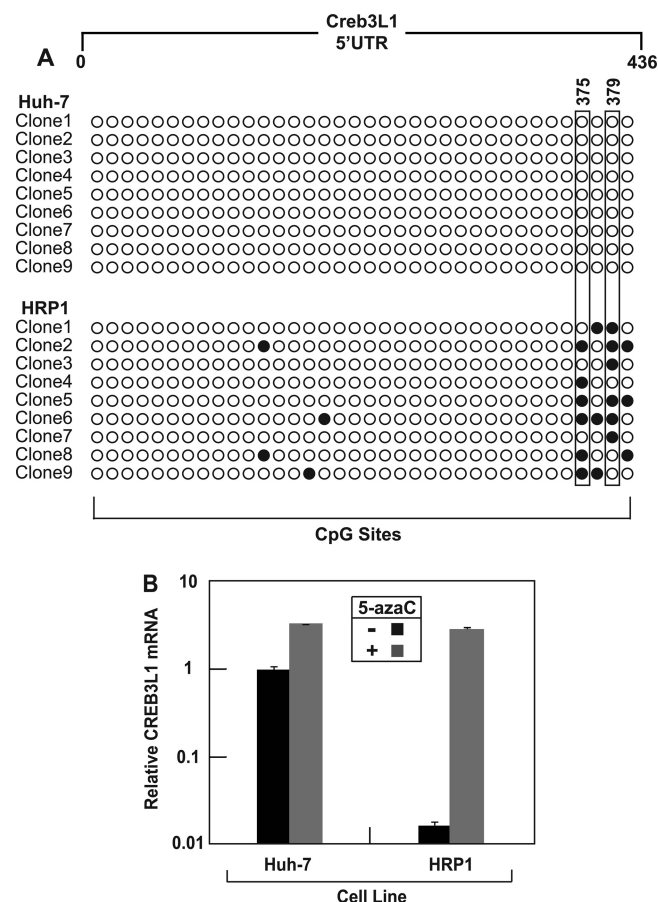 Creb3L1
5'UTR
A
0
436
375
379
Huh-7
Clone1
Clone2
Clone3
Clone4
Clone5
Clone6
Clone7
Clone8
Clone9
HRP1
Clone1
Clone2
Clone3
Clone4
Clone5
Clone6
Clone7
Clone8
Clone9
CpG Sites
B
Relative CREB3L1 mRNA
10
1
0.1
0.01
5-azaC
-
+
Huh-7
HRP1
Cell Line